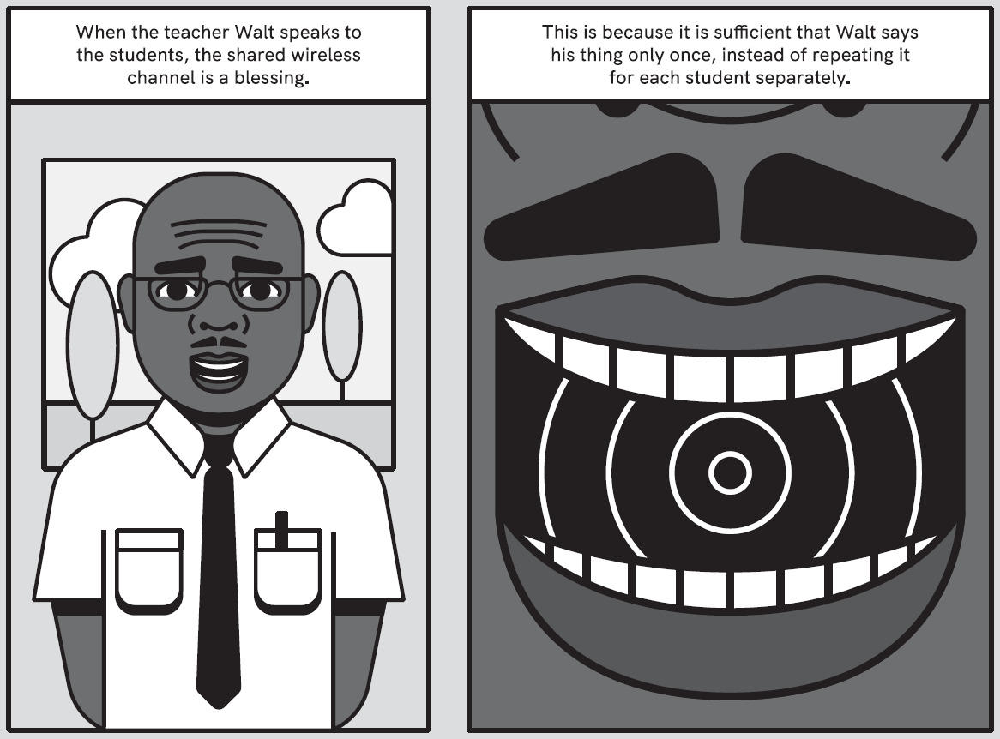 When the teacher Walt speaks to
the students, the shared wireless
channel is a blessing.
This is because it is sufficient that Walt says
his thing only once, instead of repeating it
for each student separately.